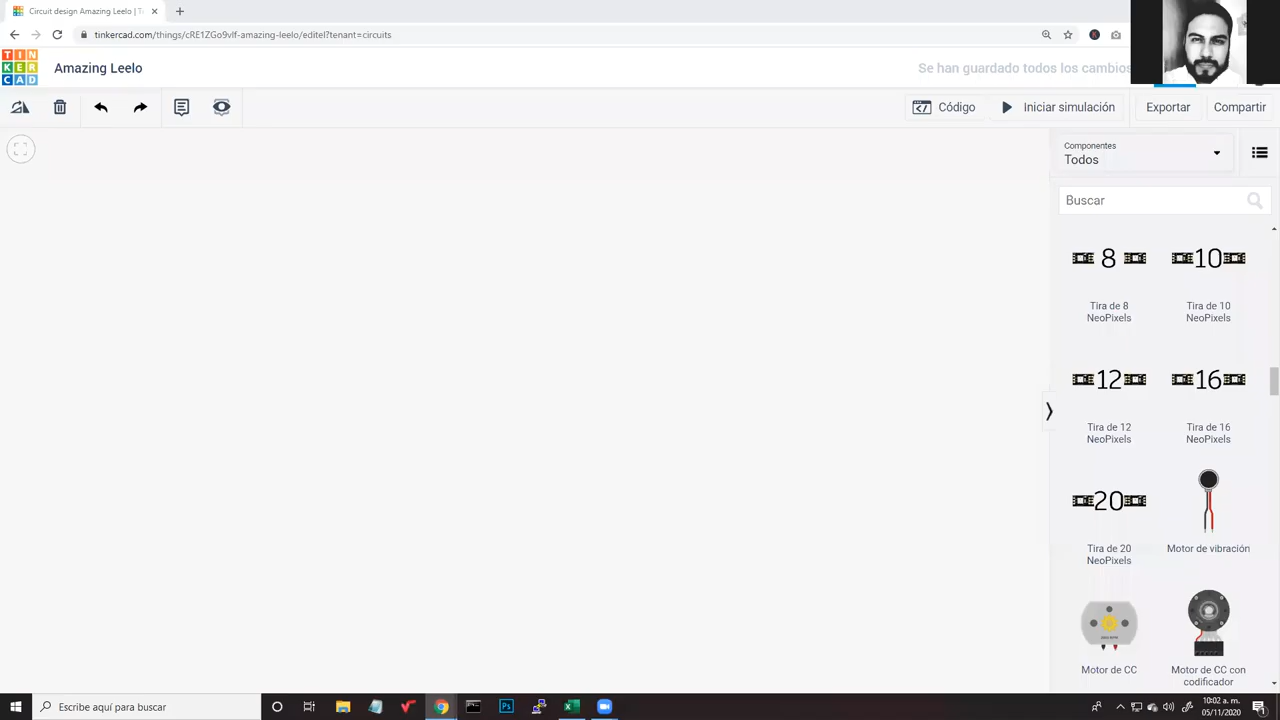 Circuit design Amazing Leelo | Ti
tinkercad.com/things/cRE1ZGo9vIf-amazing-leelo/editel?tenant=circuits
TIN
KER
CAD
Amazing Leelo
Se han guardado todos los cambios
Código
Iniciar simulación
Exportar
Compartir
Componentes
Todos
Buscar
8
10
Tira de 8
NeoPixels
Tira de 10
NeoPixels
12
16
Tira de 12
NeoPixels
Tira de 16
NeoPixels
20
Tira de 20
NeoPixels
Motor de vibración
Motor de CC
Motor de CC con
codificador
Escribe aquí para buscar
10:02 a. m.
05/11/2020